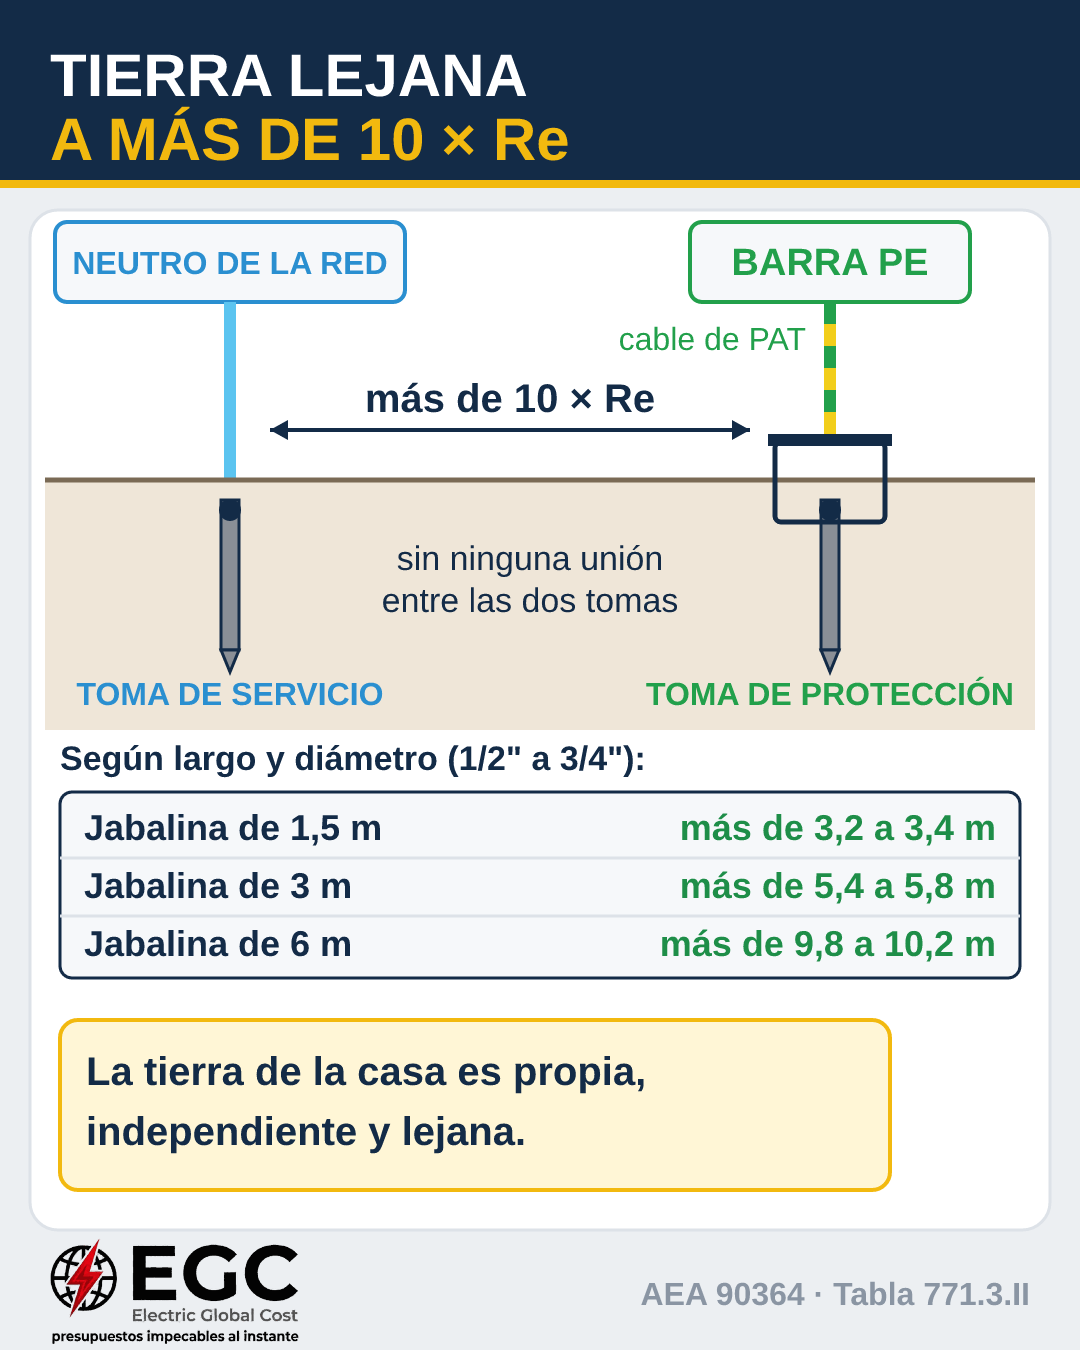 TIERRA LEJANA
A MÁS DE 10 × Re
NEUTRO DE LA RED
BARRA PE
cable de PAT
más de 10 × Re
sin ninguna unión
entre las dos tomas
TOMA DE SERVICIO
TOMA DE PROTECCIÓN
Según largo y diámetro (1/2" a 3/4"):
Jabalina de 1,5 m más de 3,2 a 3,4 m
Jabalina de 3 m más de 5,4 a 5,8 m
Jabalina de 6 m más de 9,8 a 10,2 m
La tierra de la casa es propia,
independiente y lejana.
EGC
Electric Global Cost
presupuestos impecables al instante
AEA 90364 · Tabla 771.3.II